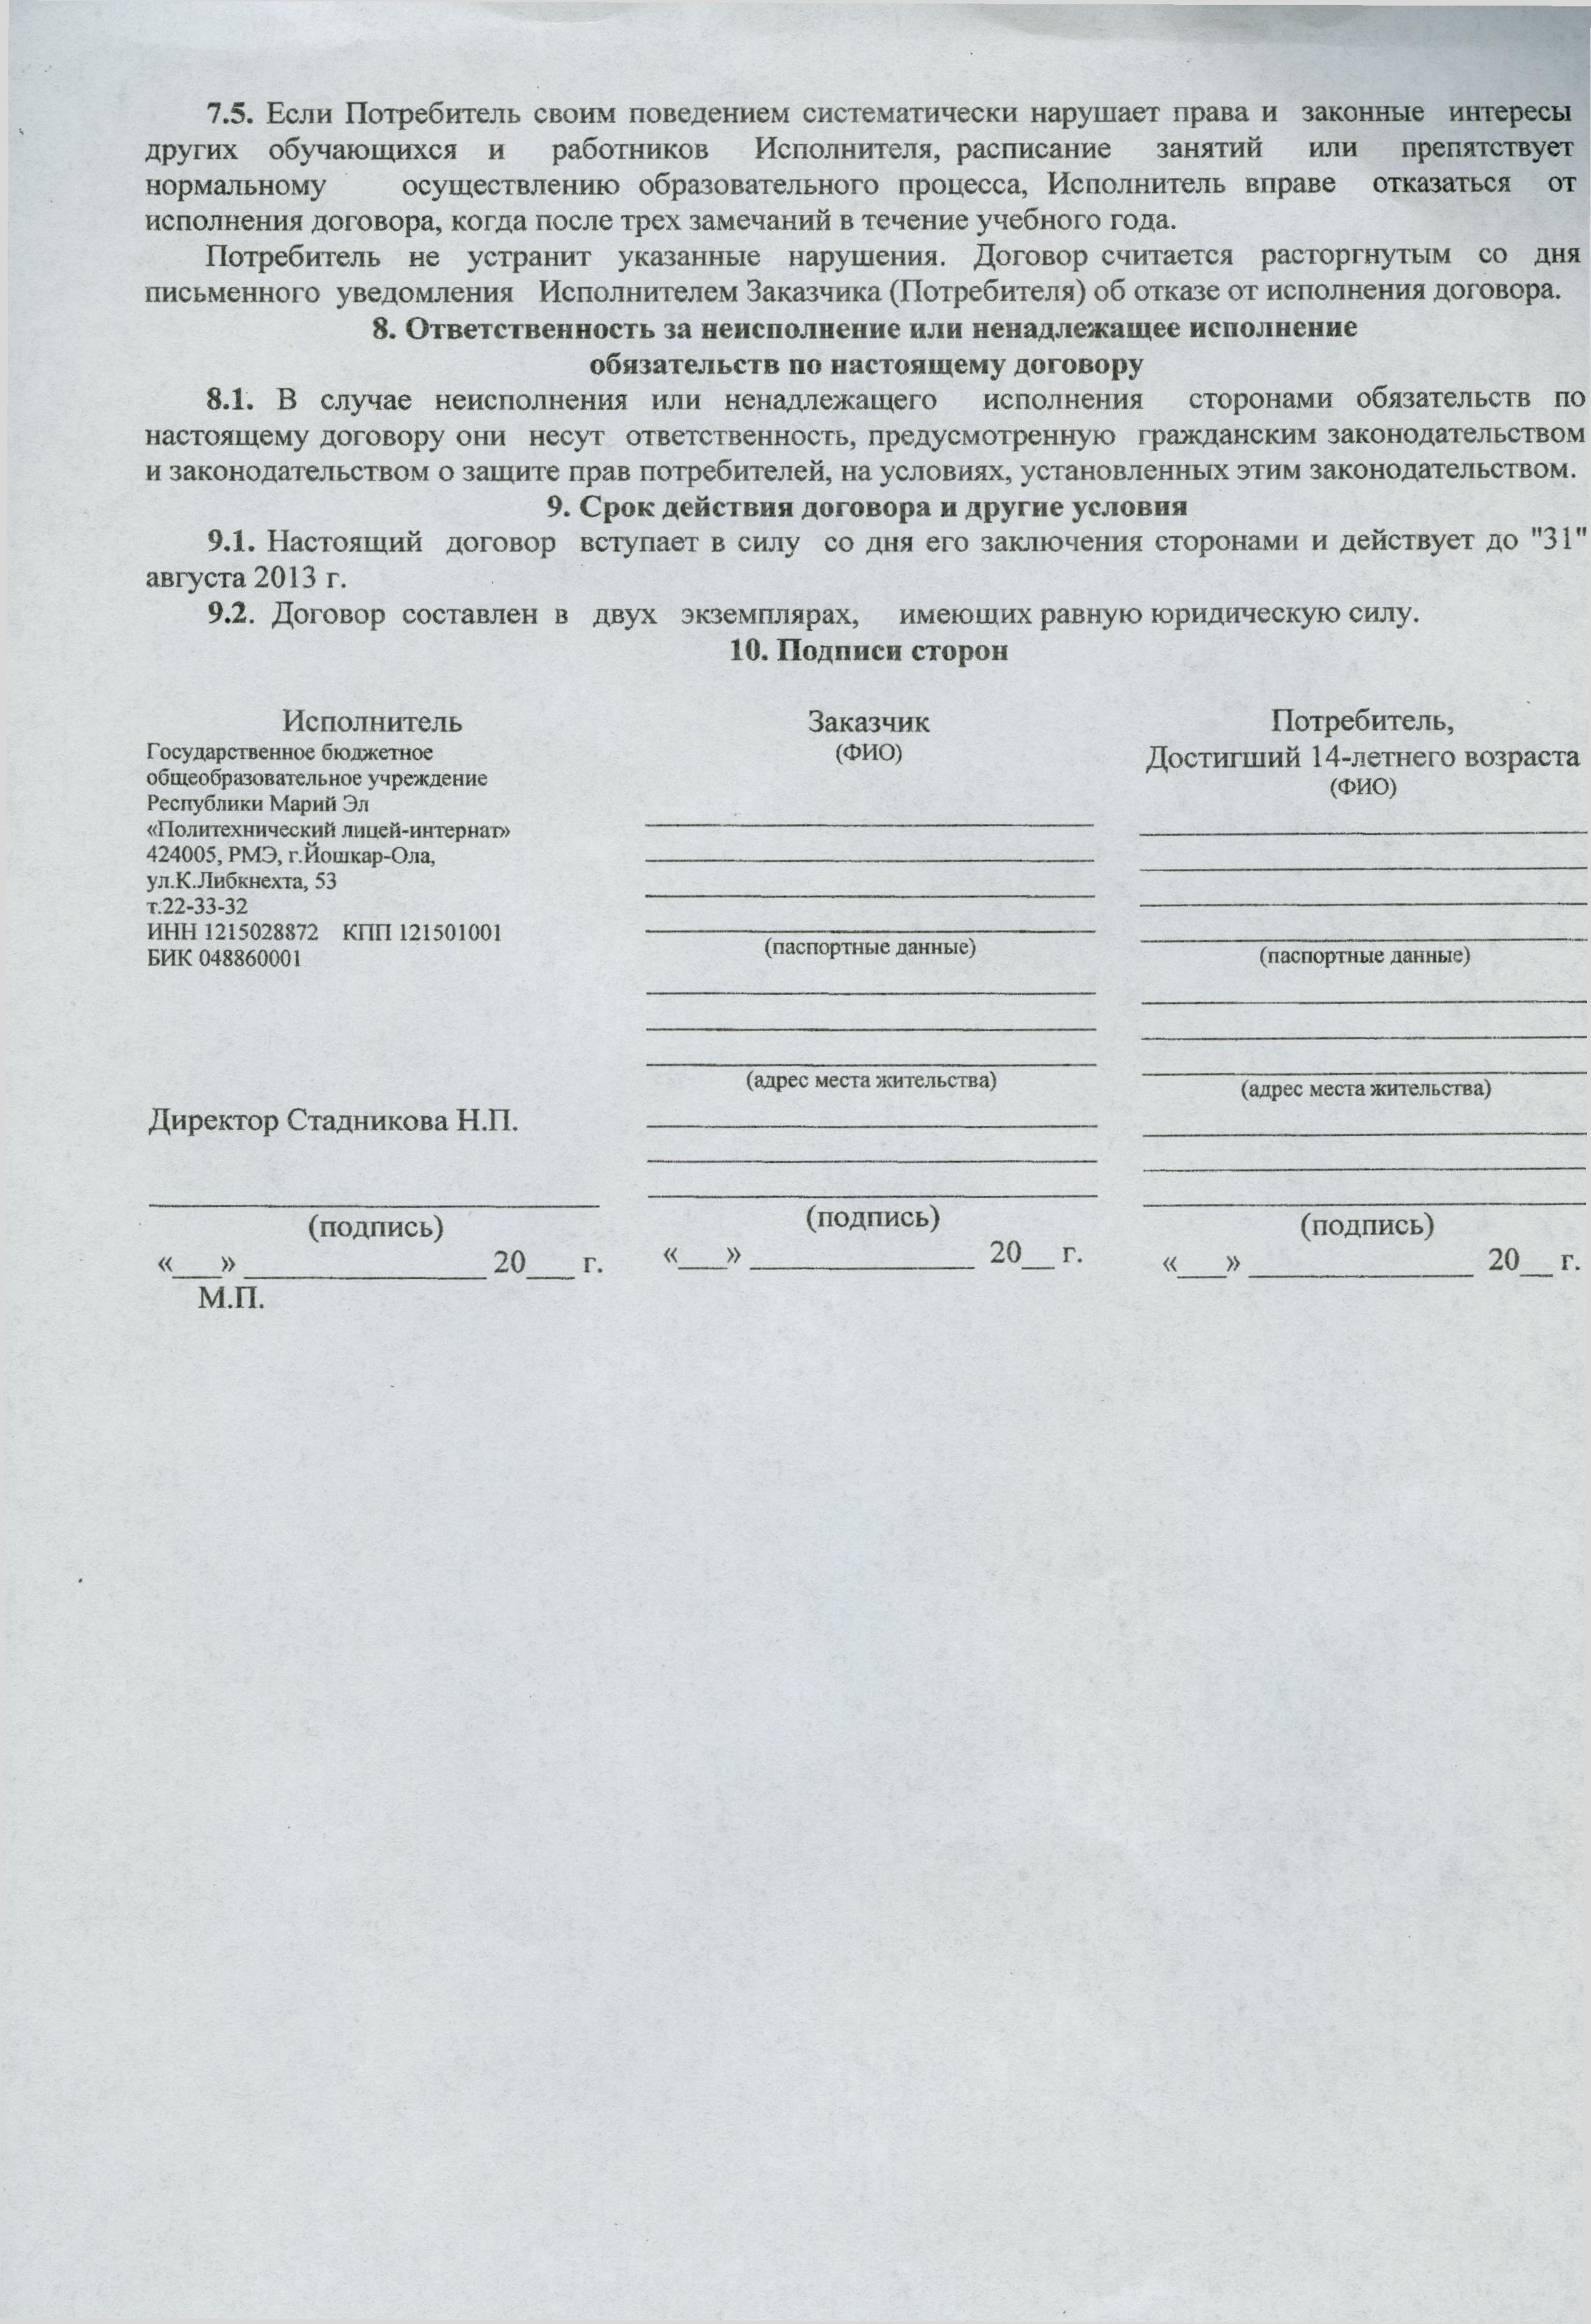 7.5. Если Потребитель своим поведением систематически нарушает права и законные интересы
других обучающихся и работников Исполнителя, расписание занятий или препятствует
нормальному осуществлению образовательного процесса, Исполнитель вправе отказаться от
исполнения договора, когда после трех замечаний в течение учебного года.
Потребитель не устранит указанные нарушения. Договор считается расторгнутым со дня
письменного уведомления Исполнителем Заказчика (Потребителя) об отказе от исполнения договора.
8. Ответственность за неисполнение или ненадлежащее исполнение
обязательств по настоящему договору
8.1. В случае неисполнения или ненадлежащего исполнения сторонами обязательств по
настоящему договору они несут ответственность, предусмотренную гражданским законодательством
и законодательством о защите прав потребителей, на условиях, установленных этим законодательством.
9. Срок действия договора и другие условия
9.1. Настоящий договор вступает в силу со дня его заключения сторонами и действует до "31"
августа 2013 г.
9.2. Договор составлен в двух экземплярах, имеющих равную юридическую силу.
10. Подписи сторон
Исполнитель
Государственное бюджетное
общеобразовательное учреждение
Республики Марий Эл
«Политехнический лицей-интернат»
424005, РМЭ, г.Йошкар-Ола,
ул.К.Либкнехта, 53
т.22-33-32
ИНН 1215028872 КПП 121501001
БИК 048860001
Директор Стадникова Н.П.
(подпись)
«___» _______________ 20___ г.
М.П.
Заказчик
(ФИО)
(паспортные данные)
(адрес места жительства)
(подпись)
«___» ______________ 20__ г.
Потребитель,
Достигший 14-летнего возраста
(ФИО)
(паспортные данные)
(адрес места жительства)
(подпись)
«___» ______________ 20__ г.